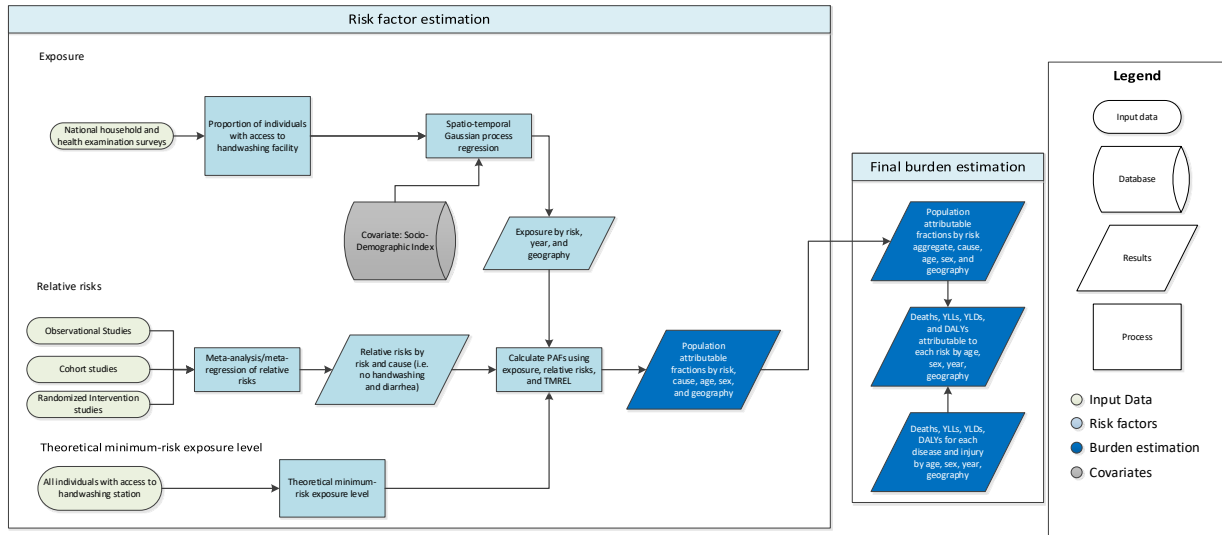 Risk factor estimation
Exposure
National household and
health examination surveys
Proportion of individuals
with access to
handwashing facility
Spatio-temporal
Gaussian process
regression
Covariate: Socio-
Demographic Index
Exposure by risk,
year, and
geography
Relative risks
Observational Studies
Cohort studies
Randomized Intervention
studies
Meta-analysis/meta-
regression of relative
risks
Relative risks by
risk and cause (i.e.
no handwashing
and diarrhea)
Calculate PAFs using
exposure, relative risks,
and TMREL
Population
attributable
fractions by risk,
cause, age, sex,
and geography
Theoretical minimum-risk exposure level
All individuals with access to
handwashing station
Theoretical minimum-
risk exposure level
Final burden estimation
Population
attributable
fractions by risk
aggregate, cause,
age, sex, and
geography
Deaths, YLLs, YLDs,
and DALYs
attributable to
each risk by age,
sex, year,
geography
Deaths, YLLs, YLDs,
DALYs for each
disease and injury
by age, sex, year,
geography
Legend
Input data
Database
Results
Process
Input Data
Risk factors
Burden estimation
Covariates